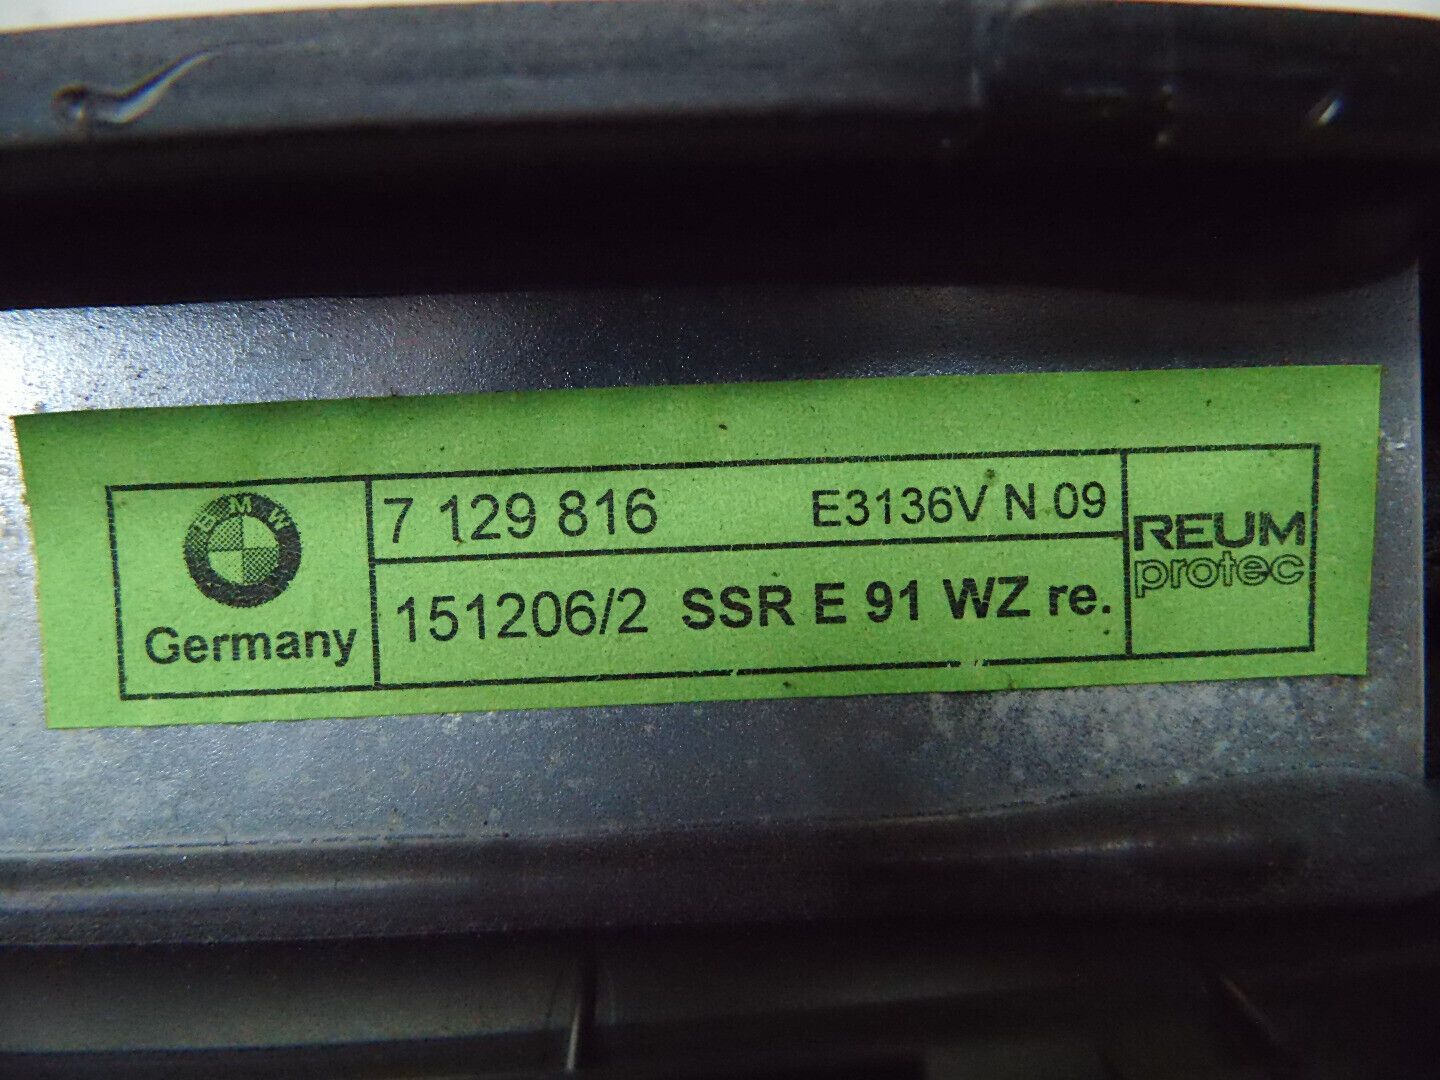 BMW
Germany
7 129 816 E3136V N 09
151206/2 SSR E 91 WZ re.
REUM
protec